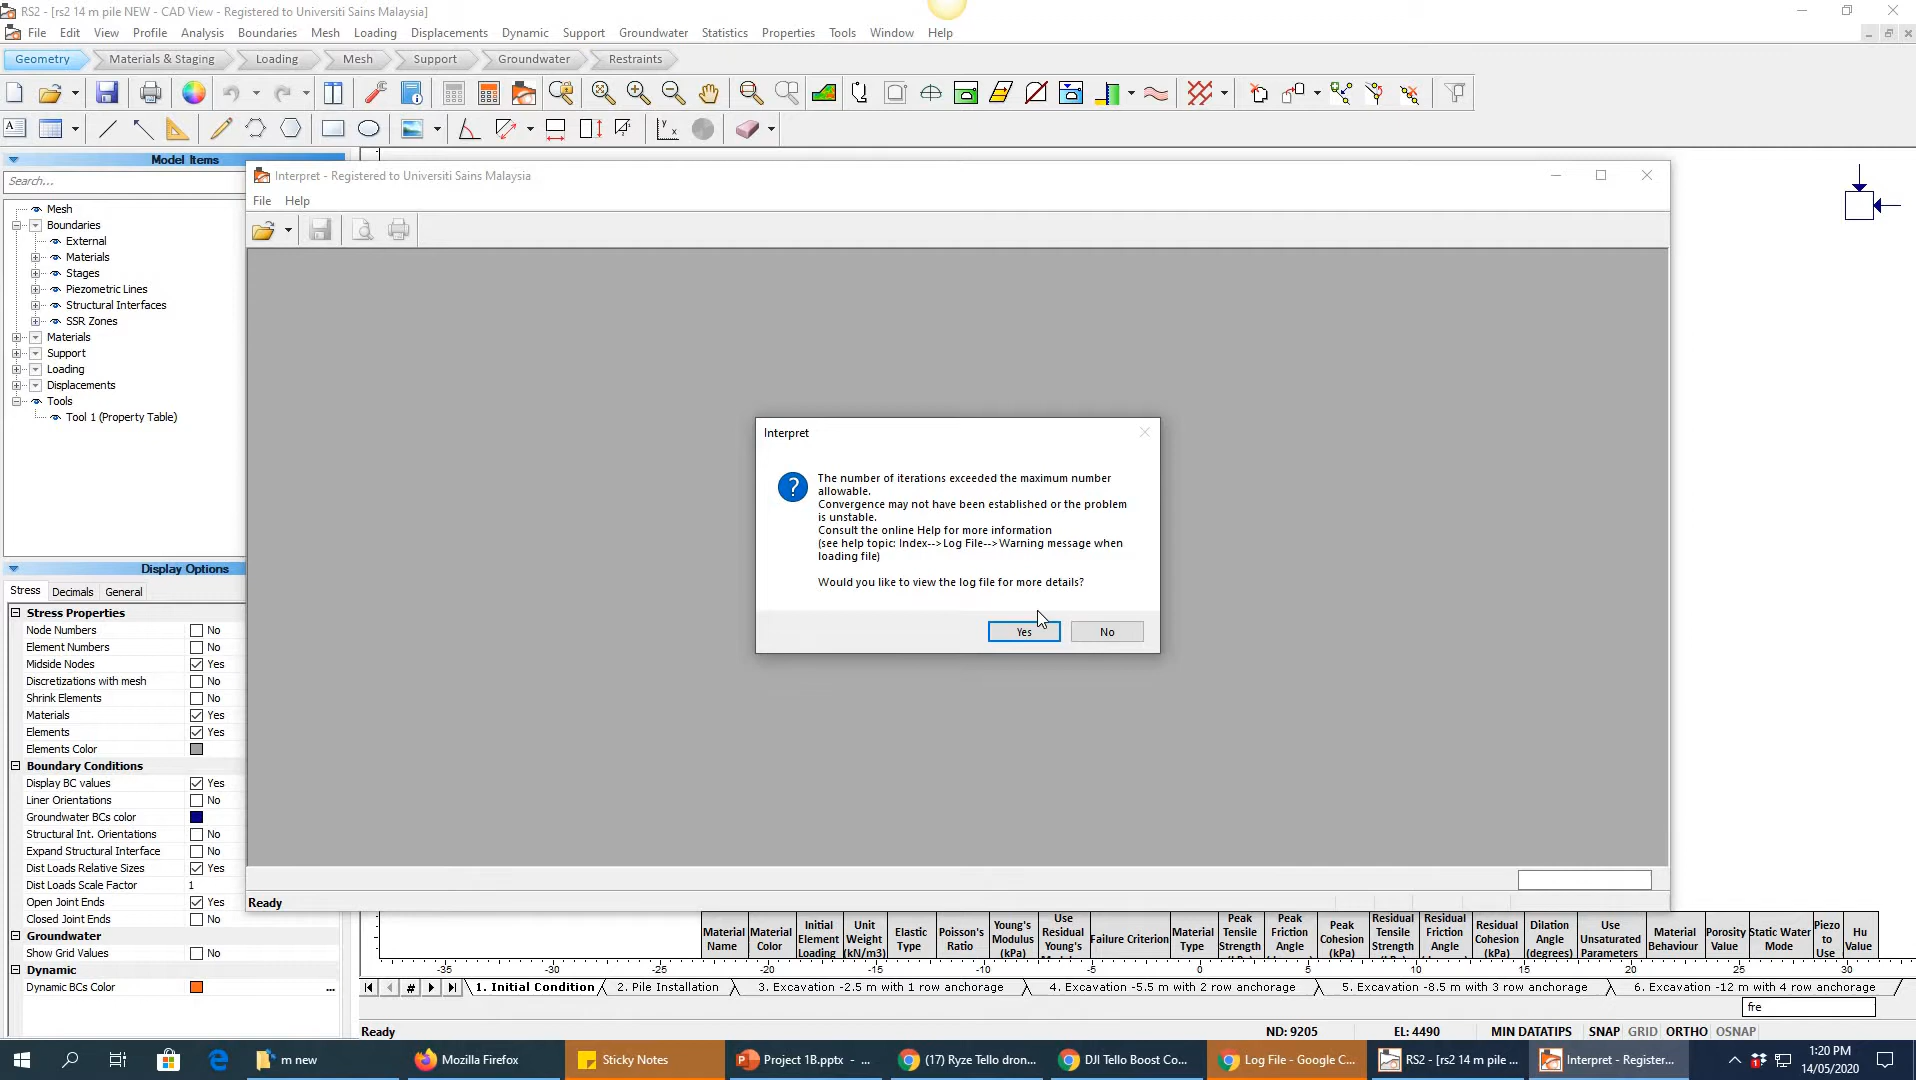 RS2 - [rs2 14 m pile NEW - CAD View - Registered to Universiti Sains Malaysia]
File Edit View Profile Analysis Boundaries Mesh Loading Displacements Dynamic Support Groundwater Statistics Properties Tools Window Help
Geometry Materials & Staging Loading Mesh Support Groundwater Restraints
Model Items
Search...
Mesh
Boundaries
External
Materials
Stages
Piezometric Lines
Structural Interfaces
SSR Zones
Materials
Support
Loading
Displacements
Tools
Tool 1 (Property Table)
Display Options
Stress Decimals General
Stress Properties
Node Numbers No
Element Numbers No
Midside Nodes Yes
Discretizations with mesh No
Shrink Elements No
Materials Yes
Elements Yes
Elements Color
Boundary Conditions
Display BC values Yes
Liner Orientations No
Groundwater BCs color
Structural Int. Orientations No
Expand Structural Interface No
Dist Loads Relative Sizes Yes
Dist Loads Scale Factor 1
Open Joint Ends Yes
Closed Joint Ends No
Groundwater
Show Grid Values No
Dynamic
Dynamic BCs Color ...
Interpret - Registered to Universiti Sains Malaysia
File Help
Interpret
The number of iterations exceeded the maximum number
allowable.
Convergence may not have been established or the problem
is unstable.
Consult the online Help for more information
(see help topic: Index-->Log File-->Warning message when
loading file)
Would you like to view the log file for more details?
Yes No
Ready
Material Name
Material Color
Initial Element Loading
Unit Weight (kN/m3)
Elastic Type
Poisson's Ratio
Young's Modulus (kPa)
Use Residual Young's
Failure Criterion
Material Type
Peak Tensile Strength
Peak Friction Angle
Peak Cohesion (kPa)
Residual Tensile Strength
Residual Friction Angle
Residual Cohesion (kPa)
Dilation Angle (degrees)
Use Unsaturated Parameters
Material Behaviour
Porosity Value
Static Water Mode
Piezo to Use
Hu Value
-35 -30 -25 -20 -15 -10 -5 0 5 10 15 20 25 30
1. Initial Condition 2. Pile Installation 3. Excavation -2.5 m with 1 row anchorage 4. Excavation -5.5 m with 2 row anchorage 5. Excavation -8.5 m with 3 row anchorage 6. Excavation -12 m with 4 row anchorage
fre
Ready ND: 9205 EL: 4490 MIN DATATIPS SNAP GRID ORTHO OSNAP
m new Mozilla Firefox Sticky Notes Project 1B.pptx - ... (17) Ryze Tello dron... DJI Tello Boost Co... Log File - Google C... RS2 - [rs2 14 m pile ... Interpret - Register...
1:20 PM
14/05/2020